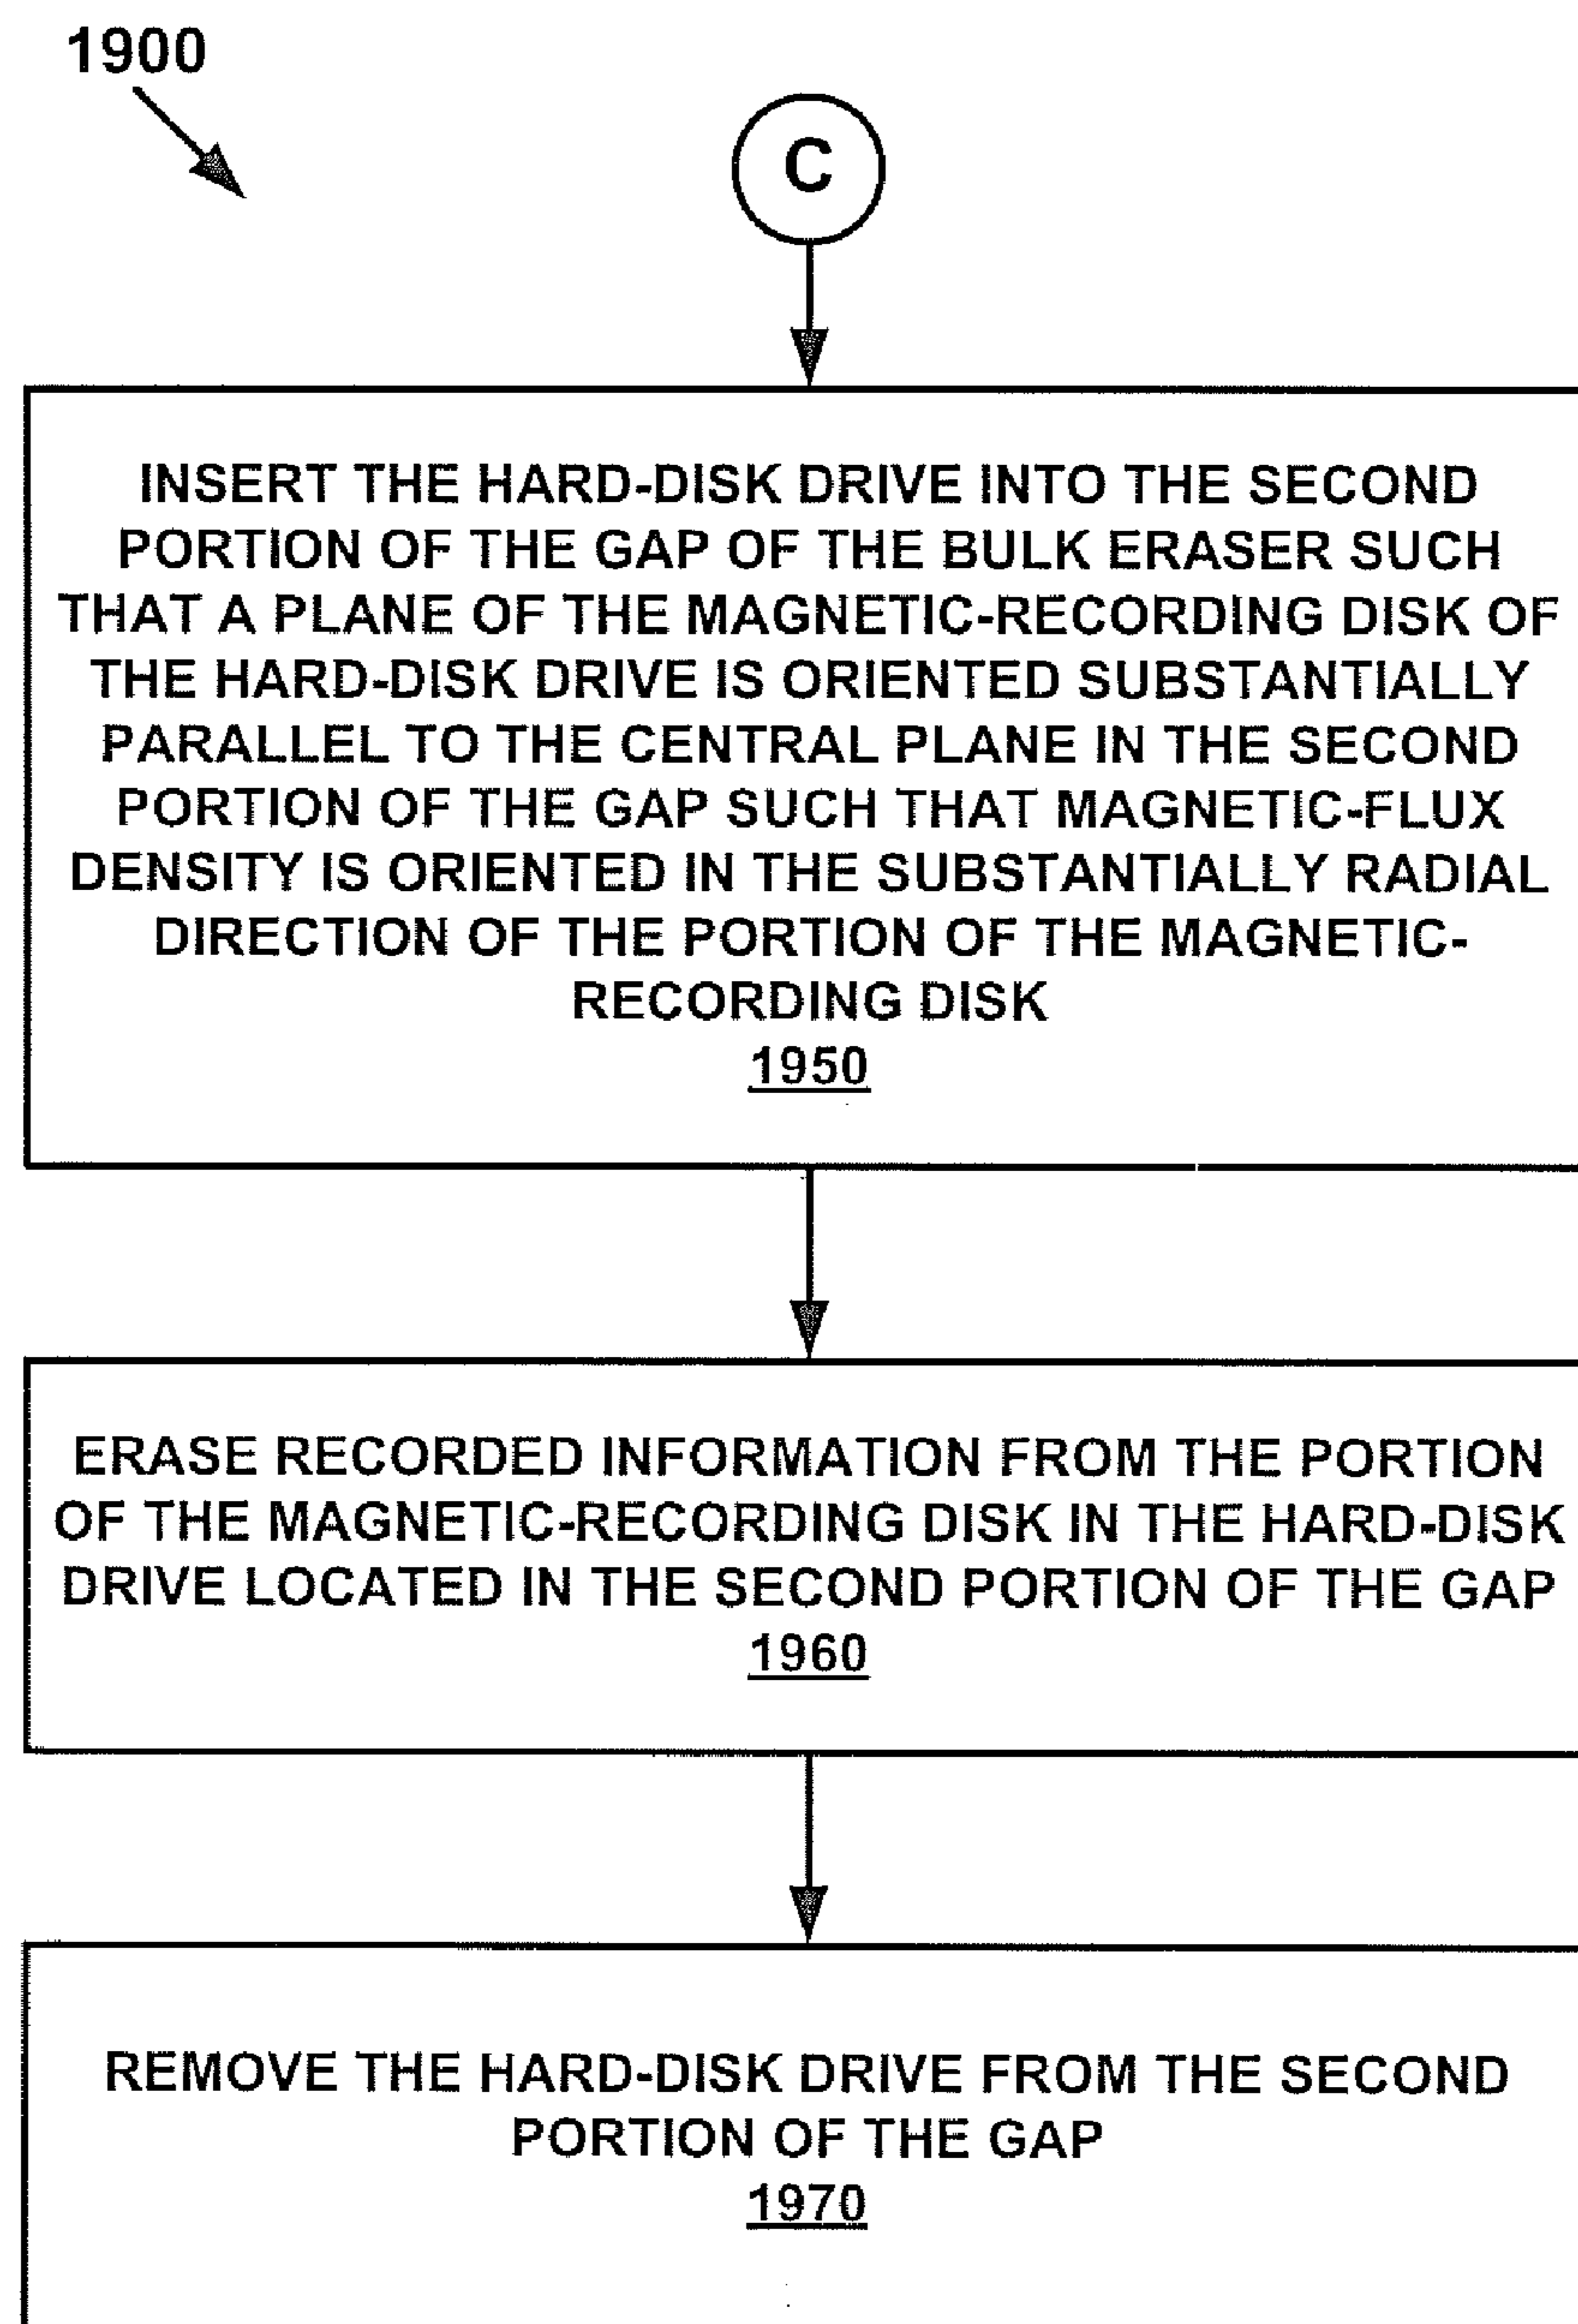 1900
C
INSERT THE HARD-DISK DRIVE INTO THE SECOND
PORTION OF THE GAP OF THE BULK ERASER SUCH
THAT A PLANE OF THE MAGNETIC-RECORDING DISK OF
THE HARD-DISK DRIVE IS ORIENTED SUBSTANTIALLY
PARALLEL TO THE CENTRAL PLANE IN THE SECOND
PORTION OF THE GAP SUCH THAT MAGNETIC-FLUX
DENSITY IS ORIENTED IN THE SUBSTANTIALLY RADIAL
DIRECTION OF THE PORTION OF THE MAGNETIC-
RECORDING DISK
1950
ERASE RECORDED INFORMATION FROM THE PORTION
OF THE MAGNETIC-RECORDING DISK IN THE HARD-DISK
DRIVE LOCATED IN THE SECOND PORTION OF THE GAP
1960
REMOVE THE HARD-DISK DRIVE FROM THE SECOND
PORTION OF THE GAP
1970